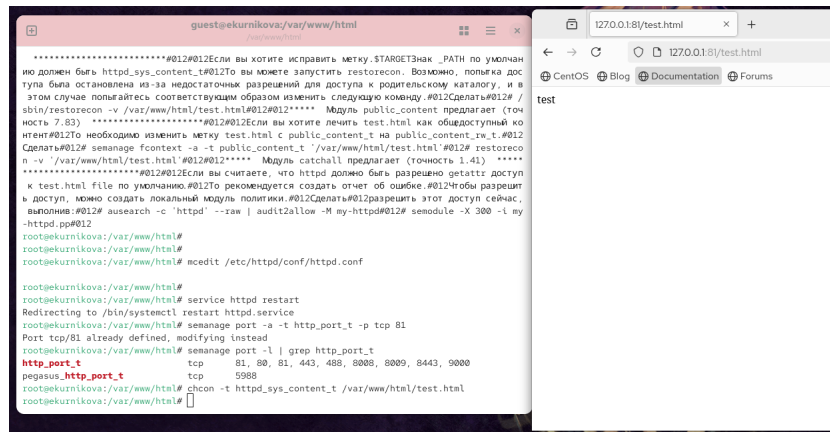 guest@ekurnikova:/var/www/html
/var/www/html
************************#012#012Если вы хотите исправить метку.$TARGETЗнак _PATH по умолчан
ию должен быть httpd_sys_content_t#012То вы можете запустить restorecon. Возможно, попытка дос
тупа была остановлена из-за недостаточных разрешений для доступа к родительскому каталогу, и в
этом случае попытайтесь соответствующим образом изменить следующую команду.#012Сделать#012# /
sbin/restorecon -v /var/www/html/test.html#012#012***** Модуль public_content предлагает (точ
ность 7.83) ********************#012#012Если вы хотите лечить test.html как общедоступный ко
нтент#012То необходимо изменить метку test.html с public_content_t на public_content_rw_t.#012
Сделать#012# semanage fcontext -a -t public_content_t '/var/www/html/test.html'#012# restoreco
n -v '/var/www/html/test.html'#012#012***** Модуль catchall предлагает (точность 1.41) *****
*********************#012#012Если вы считаете, что httpd должно быть разрешено getattr доступ
к test.html file по умолчанию.#012То рекомендуется создать отчет об ошибке.#012Чтобы разрешит
ь доступ, можно создать локальный модуль политики.#012Сделать#012разрешить этот доступ сейчас,
выполнив:#012# ausearch -c 'httpd' --raw | audit2allow -M my-httpd#012# semodule -X 300 -i my
-httpd.pp#012
root@ekurnikova:/var/www/html#
root@ekurnikova:/var/www/html#
root@ekurnikova:/var/www/html# mcedit /etc/httpd/conf/httpd.conf
root@ekurnikova:/var/www/html#
root@ekurnikova:/var/www/html# service httpd restart
Redirecting to /bin/systemctl restart httpd.service
root@ekurnikova:/var/www/html# semanage port -a -t http_port_t -p tcp 81
Port tcp/81 already defined, modifying instead
root@ekurnikova:/var/www/html# semanage port -l | grep http_port_t
http_port_t tcp 81, 80, 81, 443, 488, 8008, 8009, 8443, 9000
pegasus_http_port_t tcp 5988
root@ekurnikova:/var/www/html# chcon -t httpd_sys_content_t /var/www/html/test.html
root@ekurnikova:/var/www/html#
127.0.0.1:81/test.html
127.0.0.1:81/test.html
CentOS Blog Documentation Forums
test